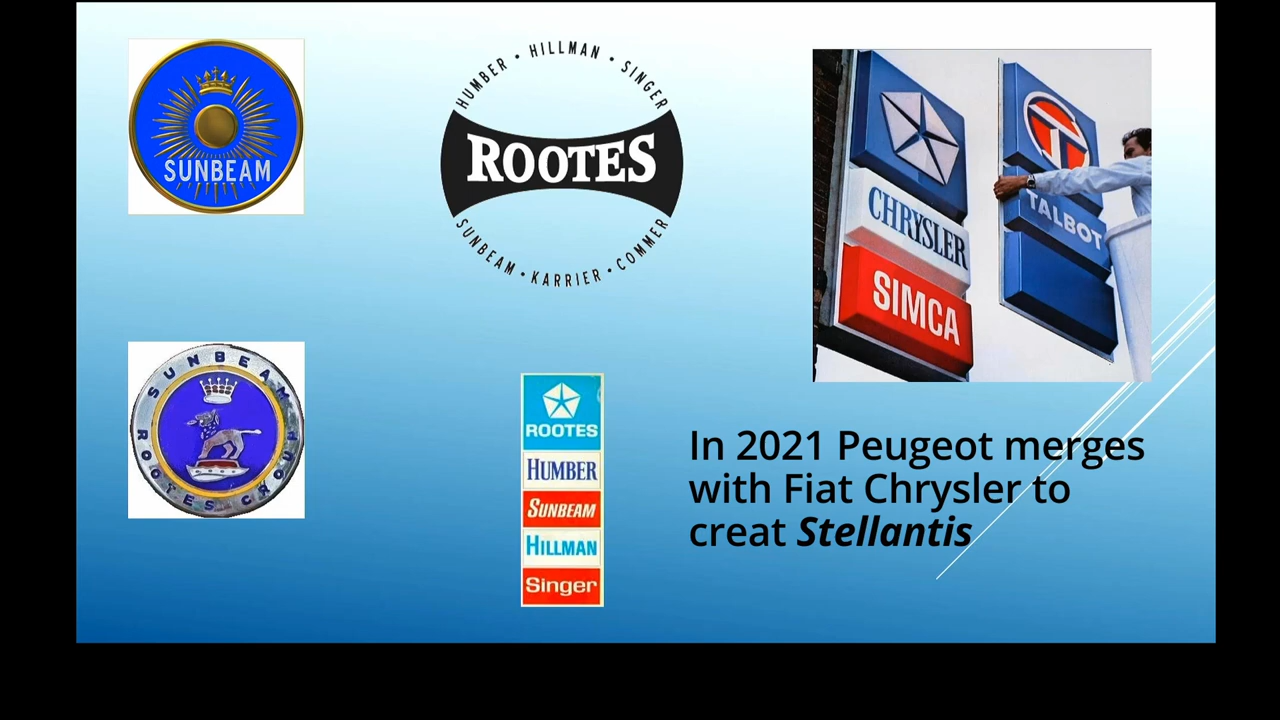 SUNBEAM
HUMBER • HILLMAN • SINGER
ROOTES
SUNBEAM • KARRIER • COMMER
CHRYSLER
SIMCA
TALBOT
SUNBEAM
ROOTES GROUP
ROOTES
HUMBER
SUNBEAM
HILLMAN
Singer
In 2021 Peugeot merges
with Fiat Chrysler to
creat Stellantis